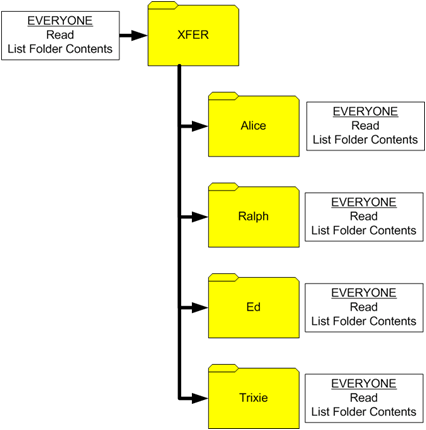 EVERYONE
Read
List Folder Contents
XFER
Alice
EVERYONE
Read
List Folder Contents
Ralph
EVERYONE
Read
List Folder Contents
Ed
EVERYONE
Read
List Folder Contents
Trixie
EVERYONE
Read
List Folder Contents